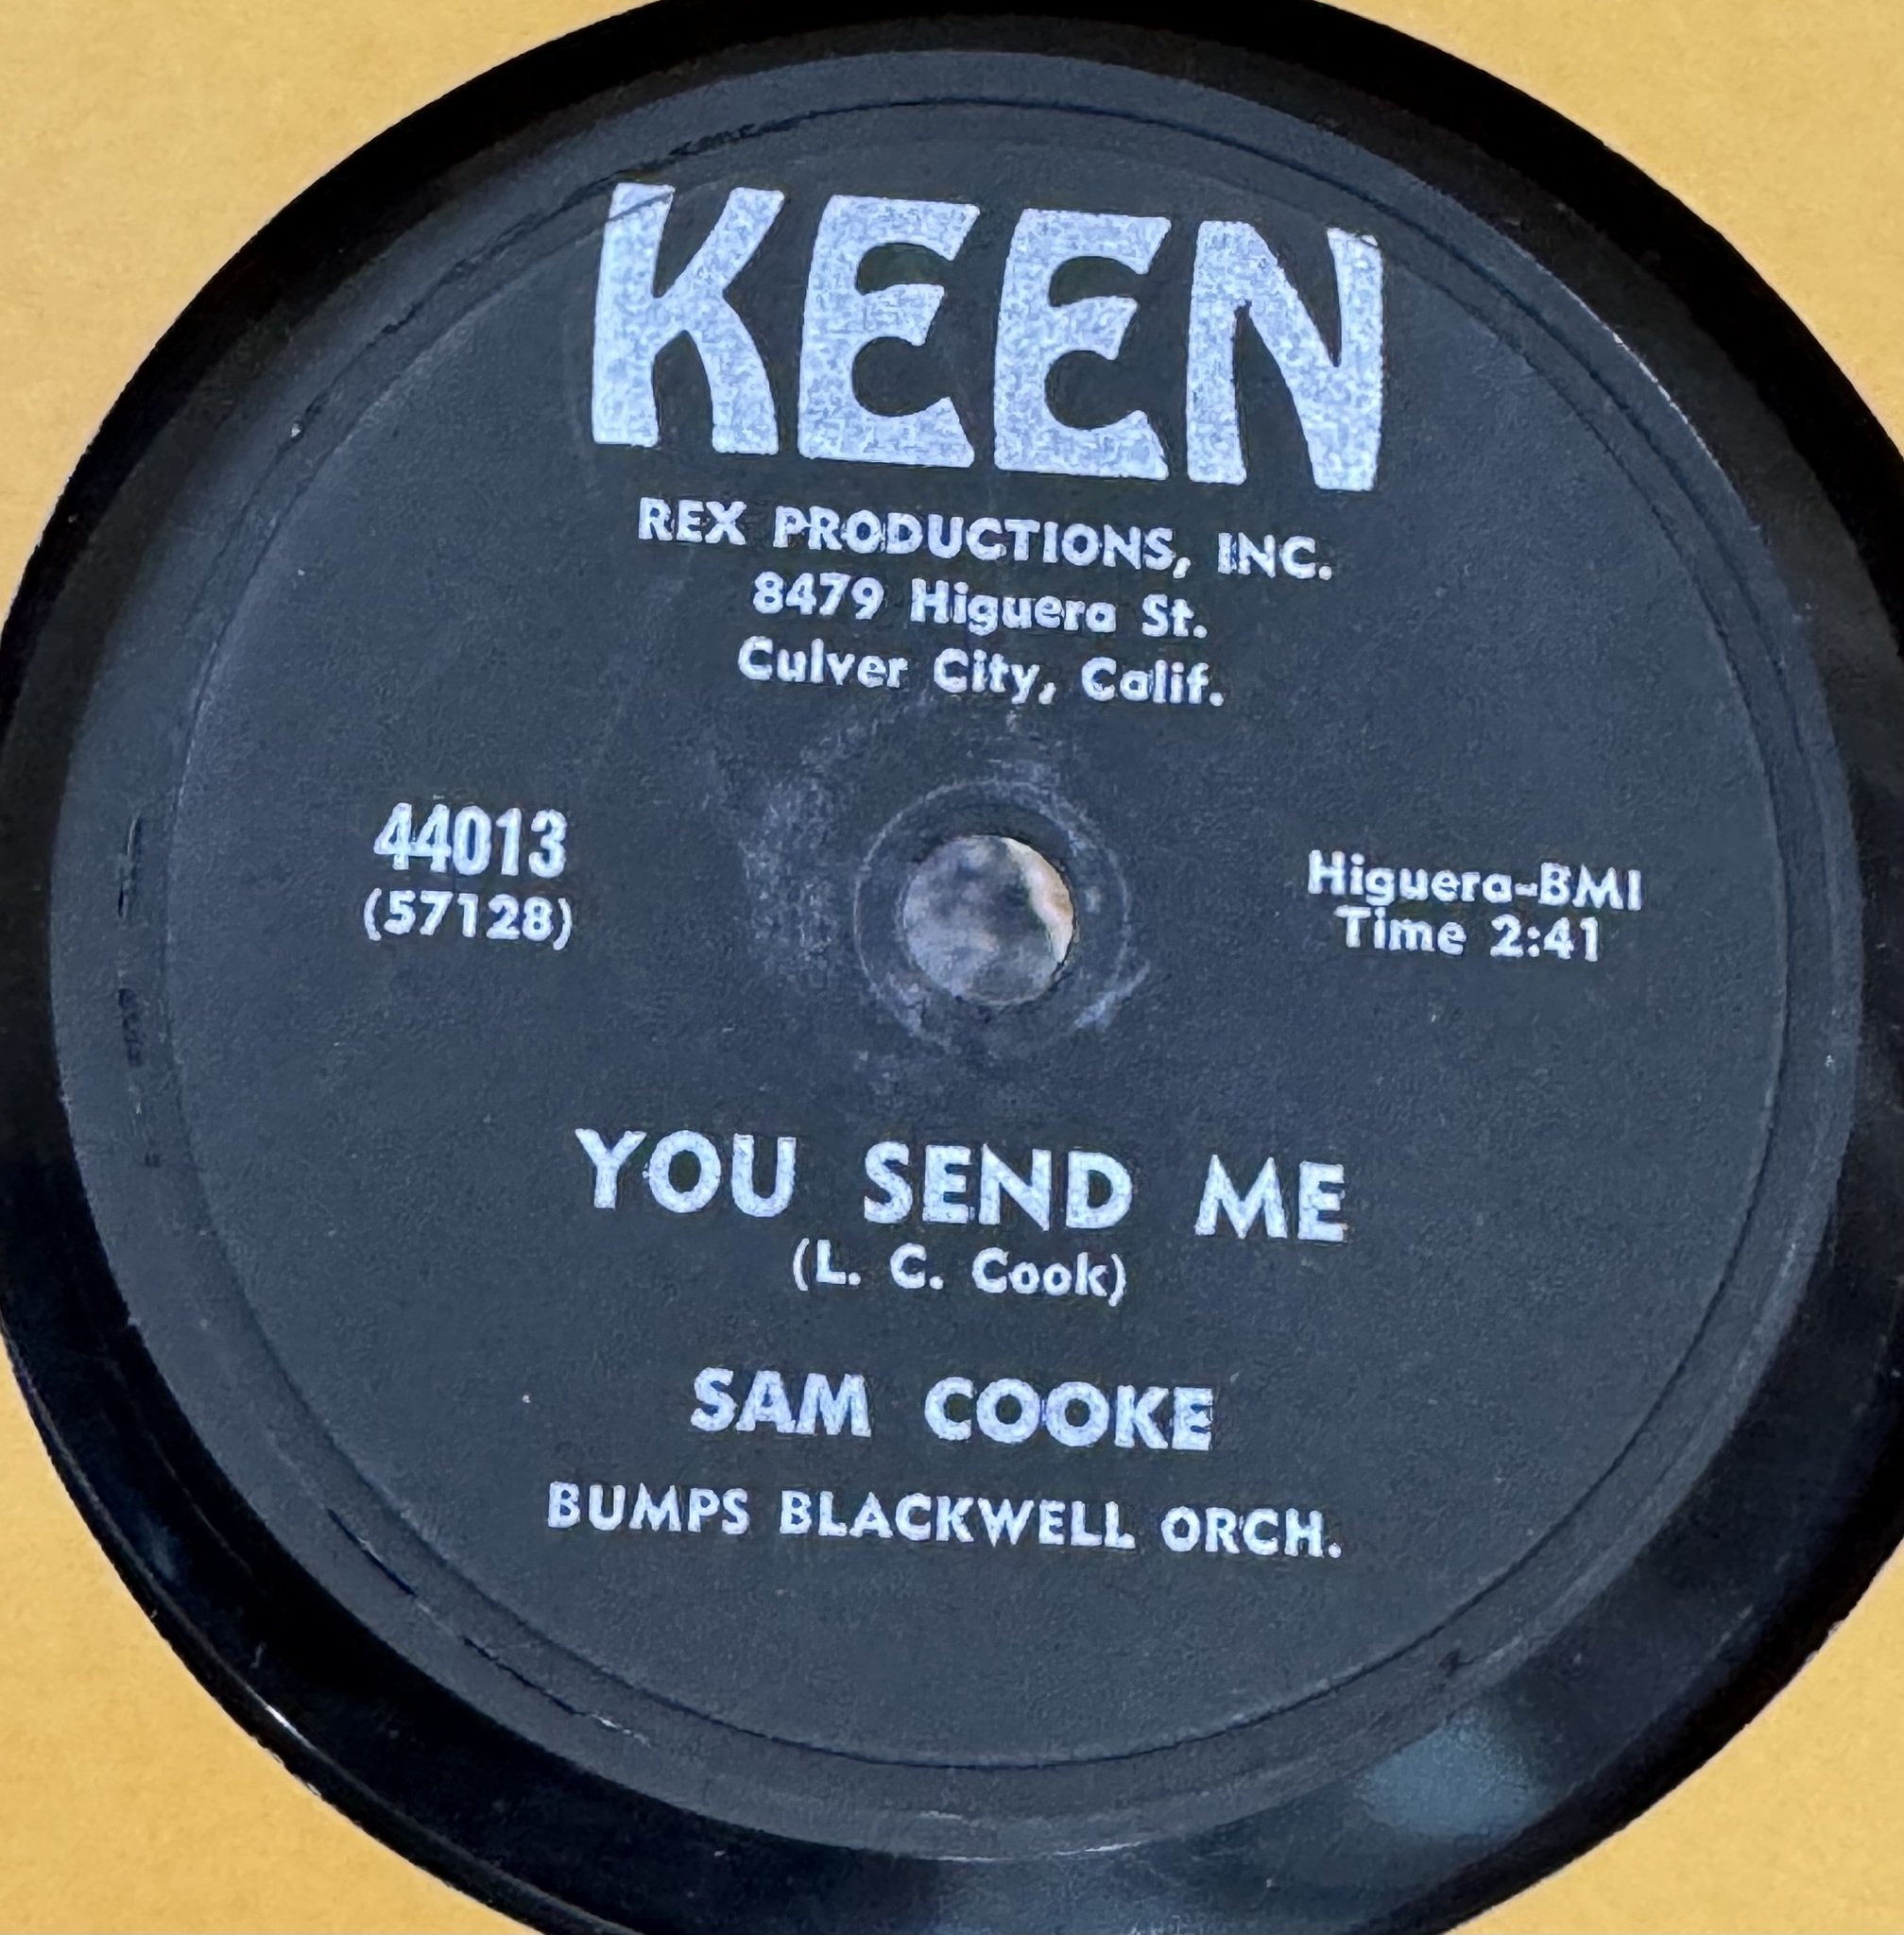 KEEN
REX PRODUCTIONS, INC.
8479 Higuera St.
Culver City, Calif.
44013
(57128)
Higuera-BMI
Time 2:41
YOU SEND ME
(L. C. Cook)
SAM COOKE
BUMPS BLACKWELL ORCH.